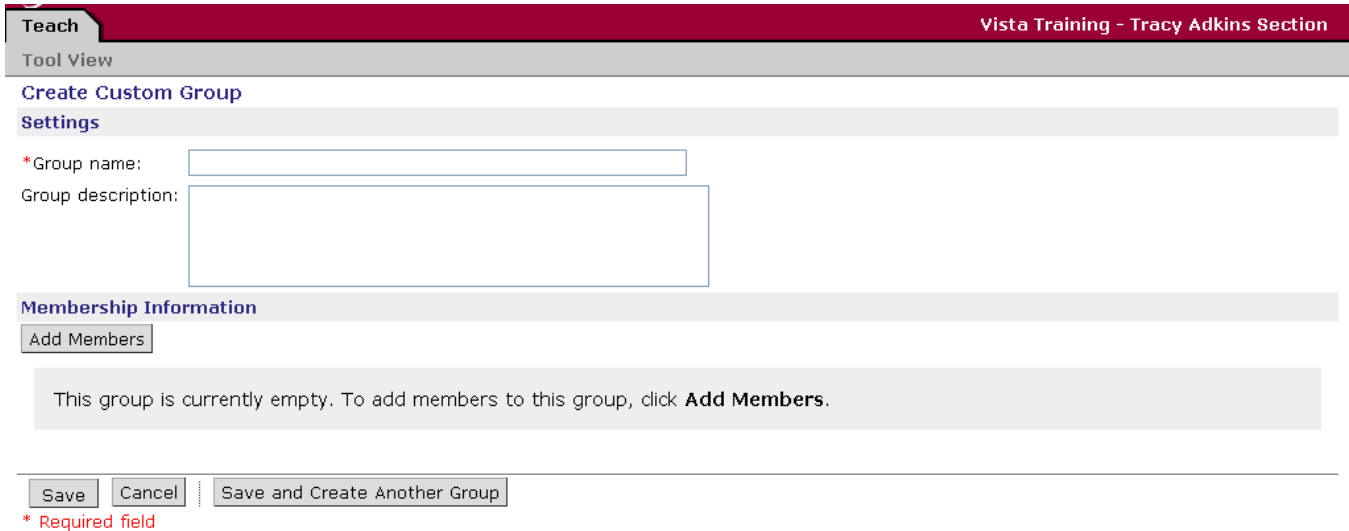 Teach
Vista Training - Tracy Adkins Section
Tool View
Create Custom Group
Settings
*Group name:
Group description:
Membership Information
Add Members
This group is currently empty. To add members to this group, click Add Members.
Save Cancel Save and Create Another Group
* Required field